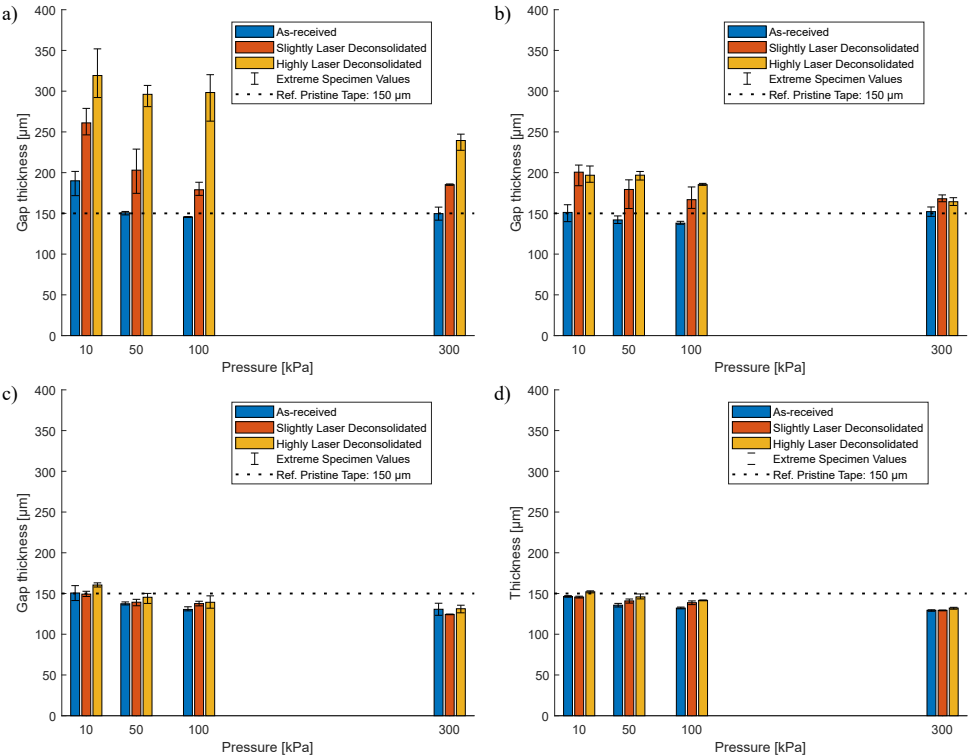 a)
Gap thickness [µm]
400
350
300
250
200
150
100
50
0
As-received
Slightly Laser Deconsolidated
Highly Laser Deconsolidated
Extreme Specimen Values
Ref. Pristine Tape: 150 µm
10 50 100 300
Pressure [kPa]
b)
Gap thickness [µm]
400
350
300
250
200
150
100
50
0
As-received
Slightly Laser Deconsolidated
Highly Laser Deconsolidated
Extreme Specimen Values
Ref. Pristine Tape: 150 µm
10 50 100 300
Pressure [kPa]
c)
Gap thickness [µm]
400
350
300
250
200
150
100
50
0
As-received
Slightly Laser Deconsolidated
Highly Laser Deconsolidated
Extreme Specimen Values
Ref. Pristine Tape: 150 µm
10 50 100 300
Pressure [kPa]
d)
Thickness [µm]
400
350
300
250
200
150
100
50
0
As-received
Slightly Laser Deconsolidated
Highly Laser Deconsolidated
Extreme Specimen Values
Ref. Pristine Tape: 150 µm
10 50 100 300
Pressure [kPa]